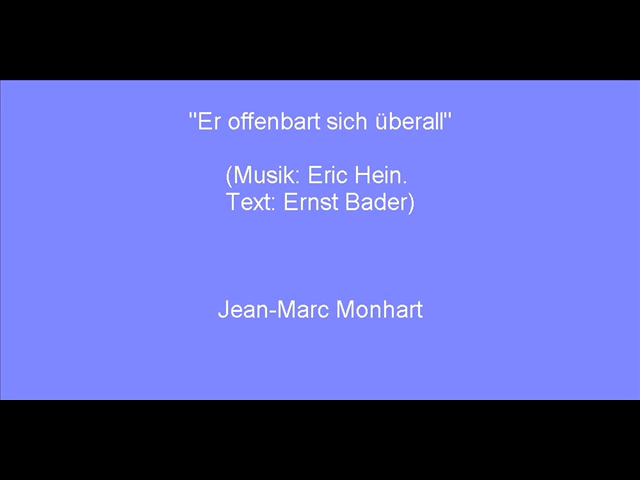 "Er offenbart sich überall"
(Musik: Eric Hein.
Text: Ernst Bader)
Jean-Marc Monhart